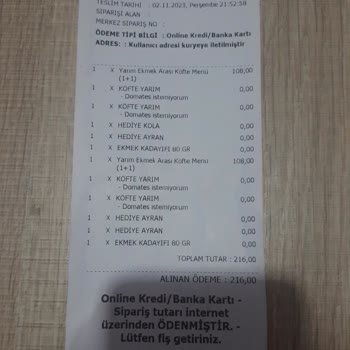 TESLİM TARİHİ : 02.11.2023, Perşembe 21:52:58
SİPARİŞİ ALAN :
MERKEZ SİPARİŞ NO :
ÖDEME TİPİ BİLGİ : Online Kredi/Banka Kartı
ADRES: : Kullanıcı adresi kuryeye iletilmiştir
1 X Yarım Ekmek Arası Köfte Menü (1+1) 108,00
1 X KÖFTE YARIM 0,00
- Domates istemiyorum
1 X KÖFTE YARIM 0,00
- Domates istemiyorum
1 X HEDİYE KOLA 0,00
1 X HEDİYE AYRAN 0,00
1 X EKMEK KADAYIFI 80 GR 0,00
1 X Yarım Ekmek Arası Köfte Menü (1+1) 108,00
1 X KÖFTE YARIM 0,00
- Domates istemiyorum
1 X KÖFTE YARIM 0,00
- Domates istemiyorum
1 X HEDİYE AYRAN 0,00
1 X HEDİYE AYRAN 0,00
1 X EKMEK KADAYIFI 80 GR 0,00
TOPLAM TUTAR : 216,00
ALINAN ÖDEME : 216,00
Online Kredi/Banka Kartı -
Sipariş tutarı internet
üzerinden ÖDENMİŞTİR. -
Lütfen fiş getiriniz.